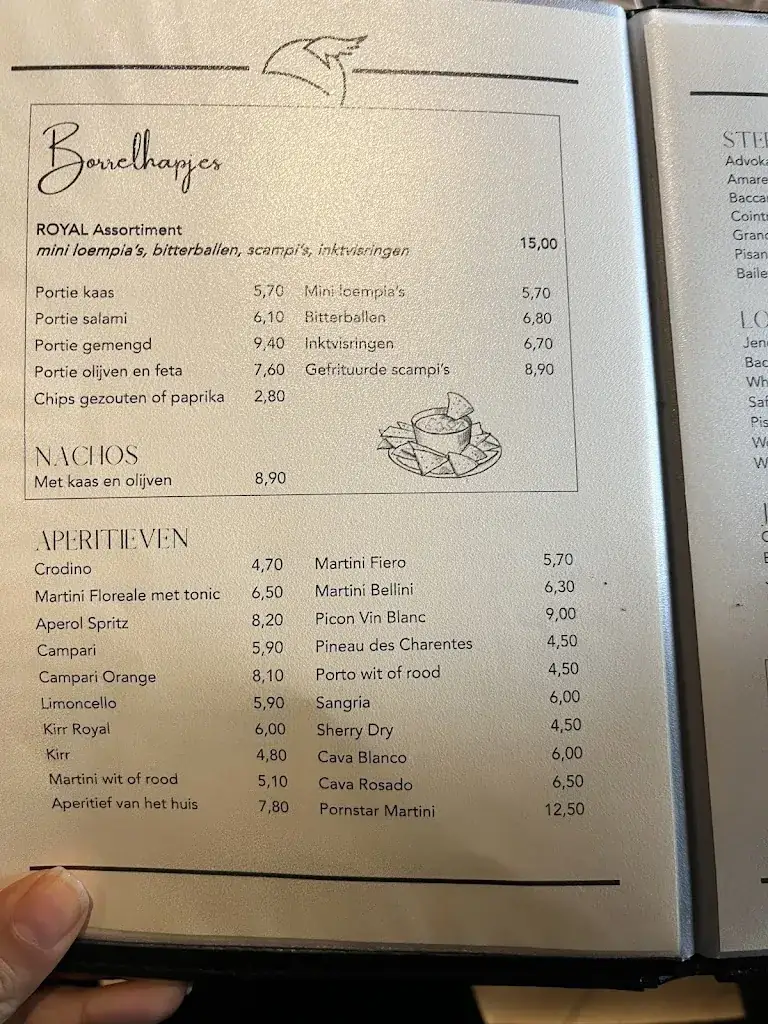 Borrelhapjes
ROYAL Assortiment
mini loempia's, bitterballen, scampi's, inktvisringen 15,00
Portie kaas 5,70 Mini loempia's 5,70
Portie salami 6,10 Bitterballen 6,80
Portie gemengd 9,40 Inktvisringen 6,70
Portie olijven en feta 7,60 Gefrituurde scampi's 8,90
Chips gezouten of paprika 2,80
NACHOS
Met kaas en olijven 8,90
APERITIEVEN
Crodino 4,70 Martini Fiero 5,70
Martini Floreale met tonic 6,50 Martini Bellini 6,30
Aperol Spritz 8,20 Picon Vin Blanc 9,00
Campari 5,90 Pineau des Charentes 4,50
Campari Orange 8,10 Porto wit of rood 4,50
Limoncello 5,90 Sangria 6,00
Kirr Royal 6,00 Sherry Dry 4,50
Kirr 4,80 Cava Blanco 6,00
Martini wit of rood 5,10 Cava Rosado 6,50
Aperitief van het huis 7,80 Pornstar Martini 12,50